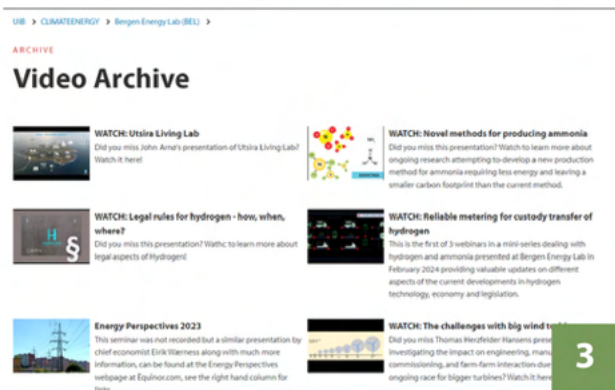 UiB > CLIMATEENERGY > Bergen Energy Lab (BEL) >
ARCHIVE
Video Archive
WATCH: Utsira Living Lab
Did you miss John Arna's presentation of Utsira Living Lab?
Watch it here!
WATCH: Novel methods for producing ammonia
Did you miss this presentation? Watch to learn more about
ongoing research attempting to develop a new production
method for ammonia requiring less energy and leaving a
smaller carbon footprint than the current method.
WATCH: Legal rules for hydrogen - how, when,
where?
Did you miss this presentation? Wathc to learn more about
legal aspects of Hydrogen!
H
§
WATCH: Reliable metering for custody transfer of
hydrogen
This is the first of 3 webinars in a mini-series dealing with
hydrogen and ammonia presented at Bergen Energy Lab in
February 2024 providing valuable updates on different
aspects of the current developments in hydrogen
technology, economy and legislation.
Energy Perspectives 2023
This seminar was not recorded but a similar presentation by
chief economist Eirik Wærness along with much more
information, can be found at the Energy Perspectives
webpage at Equinor.com, see the right hand column for
links.
WATCH: The challenges with big wind
Did you miss Thomas Herzfelder Hansens
investigating the impact on engineering,
commissioning, and farm-farm interaction due
ongoing race for bigger turbines? Watch it here
3